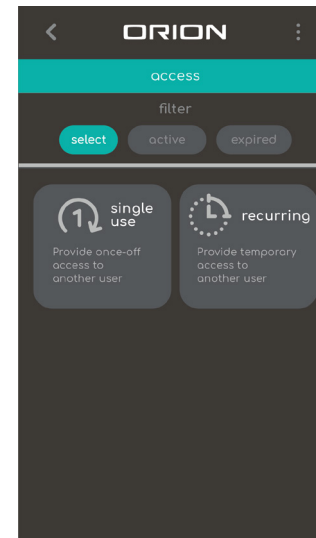 ORION
access
filter
select active expired
1 single
use
Provide once-off
access to
another user
recurring
Provide temporary
access to
another user